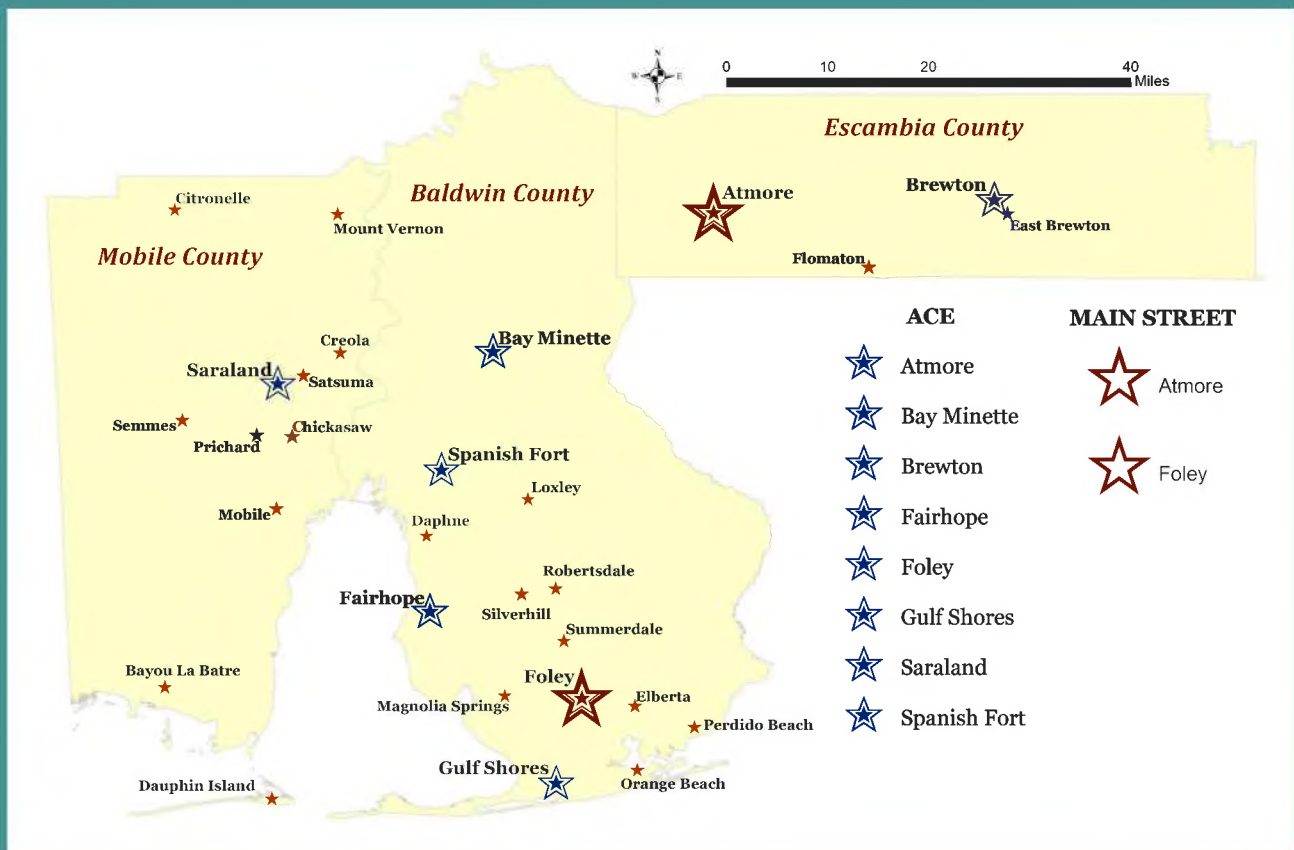 N
W E
S
0 10 20 40
Miles
Escambia County
Baldwin County
Mobile County
Citronelle
Mount Vernon
Atmore
Brewton
East Brewton
Flomaton
Creola
Saraland
Satsuma
Semmes
Prichard
Chickasaw
Mobile
Bay Minette
Spanish Fort
Loxley
Daphne
Robertsdale
Fairhope
Silverhill
Summerdale
Bayou La Batre
Foley
Magnolia Springs
Elberta
Perdido Beach
Gulf Shores
Orange Beach
Dauphin Island
ACE
Atmore
Bay Minette
Brewton
Fairhope
Foley
Gulf Shores
Saraland
Spanish Fort
MAIN STREET
Atmore
Foley